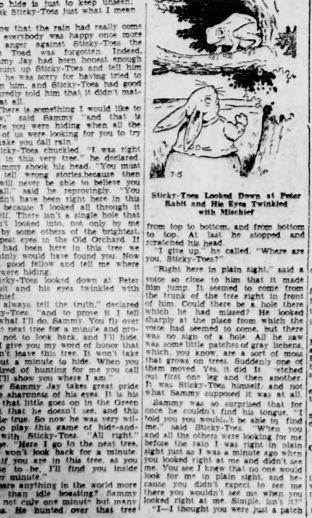 o hide is just to keep unseen;
sk Sticky-Toes just what I mean
ow that the rain had really come
everybody was happy once more
anger against Sticky-Toes the
Toad was forgotten. Indeed,
my Jay had been honest enough
unt up Sticky-Toes and tell him
he was sorry for having tried to
n him, and Sticky-Toes had good
uredly told him that it didn't mat-
at all.
There is something I would like to
w," said Sammy "and that is
re you were hiding when all the
of us were looking for you to try
ake you call rain."
icky-Toes chuckled. "I was right
in this very tree," he declared.
mmy shook his head. "You must
tell wrong stories, because then
will never be able to believe you
" said he reprovingly. "You
dn't have been right here in this
because I looked all through it
elf. There isn't a single hole that
n't looked into, not only by me
by some others of the brightest,
pest eyes in the Old Orchard. If
had been here in this tree we
ainly would have found you. Now
good fellow and tell me where
were hiding.
icky-Toes looked down at Peter
bit and his eyes twinkled with
chief.
always tell the truth," declared
ky-Toes, "and to prove it I tell
what I'll do, Sammy. You fly over
next tree for a minute and pro-
not to look back, and I'll hide.
I give you my word of honor that
n't leave this tree. It won't take
ut a minute to hide. When you
ired of hunting for me you call
I'll show you where I am."
Sammy Jay takes great pride
e sharpness of his eyes. It is his
that little goes on in the Green
s that he doesn't see, and this
ite true. So now he was very wil-
to play this game of hide-and-
with Sticky-Toes. "All right,"
e. "Here I go to the next tree,
won't look back for a minute.
if you are in this tree, as you
e to be, I'll find you inside
r minute."
here anything in the world more
than idle boasting? Sammy
not only one minute but many
s. He hunted over that tree
7-5
Sticky-Toes Looked Down at Peter
Rabbit and His Eyes Twinkled
with Mischief
from top to bottom, and from bottom
to top. At last he stopped and
scratched his head.
"I give up," he called. "Where are
you, Sticky-Toes?"
"Right here in plain sight," said a
voice so close to him that it made
him jump. It seemed to come from
the trunk of the tree right in front
of him. Could there be a hole there
which he had missed? He looked
sharply at the place from which the
voice had seemed to come, but there
was no sign of a hole. All he saw
was some little patches of gray lichens,
which, you know, are a sort of moss
that grows on trees. Suddenly one of
them moved. Yes, it did. It stretched
out first one leg and then another.
It was Sticky-Toes himself, and not
what Sammy supposed it was at all.
Sammy was so surprised that for
once he couldn't find his tongue. "I
told you you wouldn't be able to find
me," said Sticky-Toes. "When you
and all the others were looking for me
before the rain I was right in plain
sight just as I was a minute ago when
you looked right at me and didn't see
me. You see I knew that no one would
look for me in plain sight, and be-
cause you didn't expect to see me
there you wouldn't see me when you
looked right at me. Simple, isn't it?"
"I—I thought you were just a patch